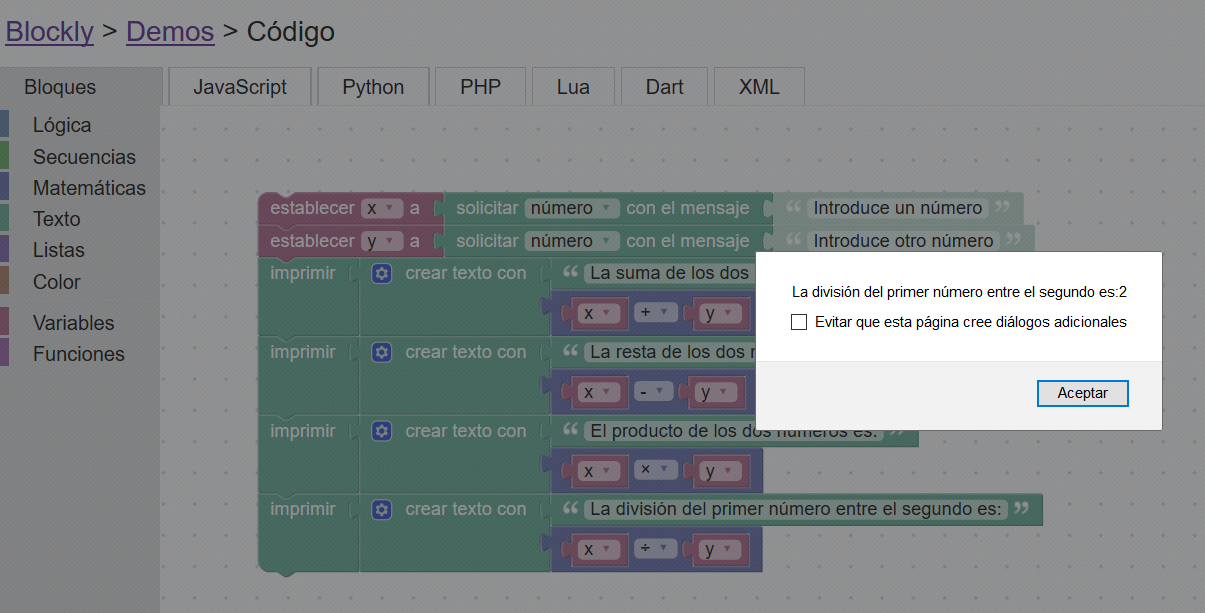 Blockly > Demos > Código
Bloques JavaScript Python PHP Lua Dart XML
Lógica
Secuencias
Matemáticas
Texto
Listas
Color
Variables
Funciones
establecer x a solicitar número con el mensaje “ Introduce un número ”
establecer y a solicitar número con el mensaje “ Introduce otro número ”
imprimir crear texto con “ La suma de los dos
x + y
imprimir crear texto con “ La resta de los dos
x - y
imprimir crear texto con “ El producto de los dos números es: ”
x × y
imprimir crear texto con “ La división del primer número entre el segundo es: ”
x ÷ y
La división del primer número entre el segundo es:2
Evitar que esta página cree diálogos adicionales
Aceptar